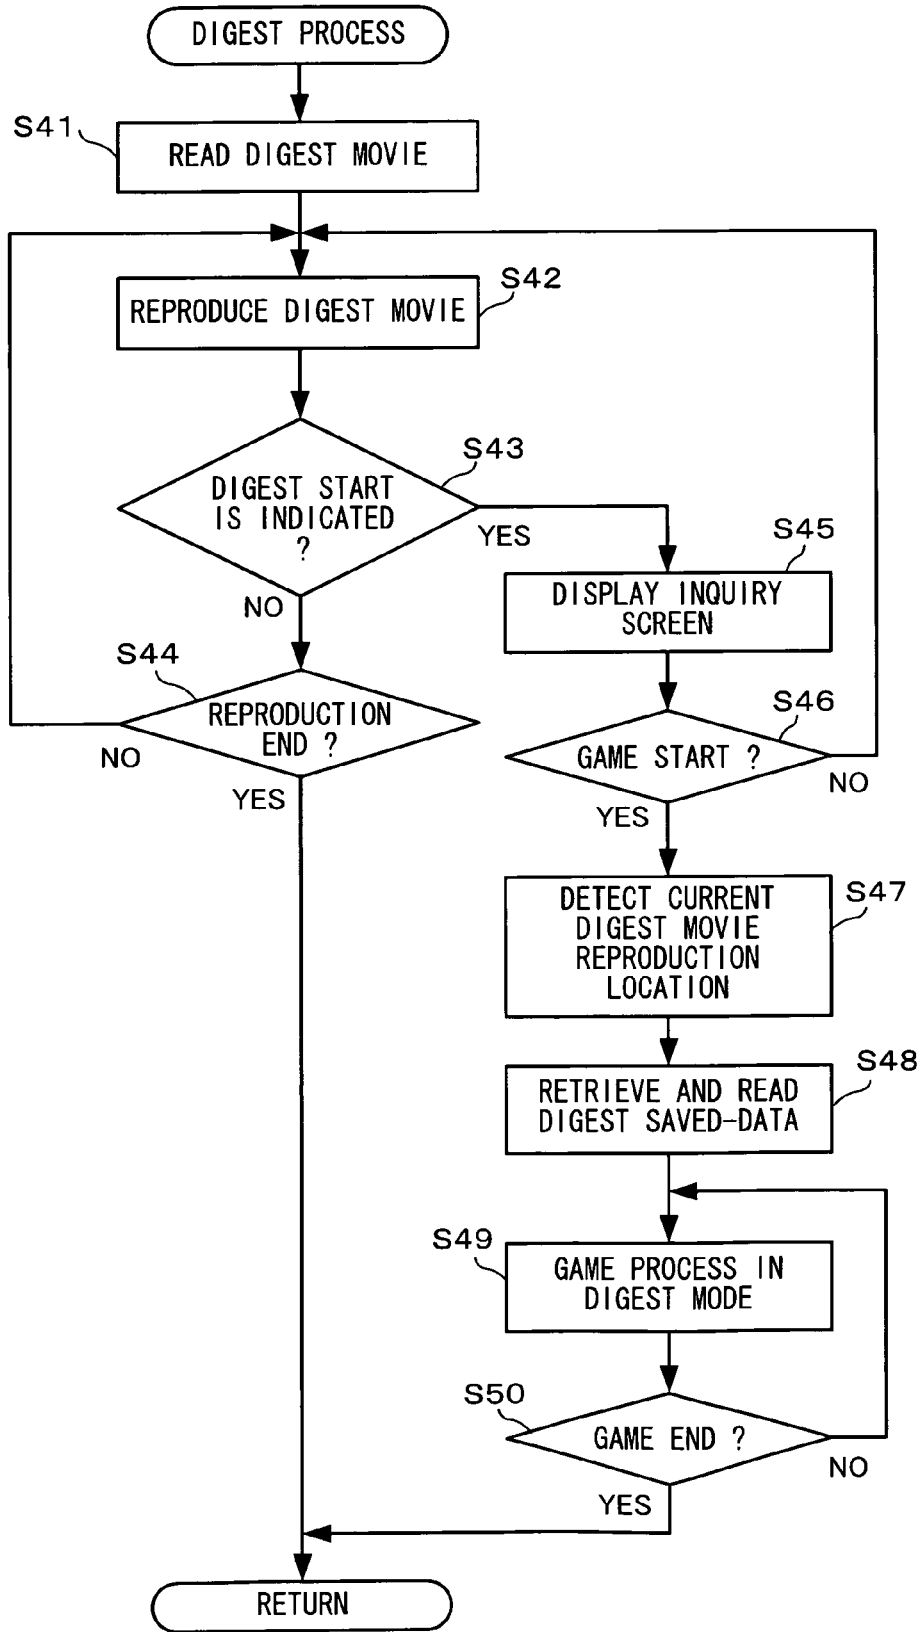 DIGEST PROCESS
S41
READ DIGEST MOVIE
S42
REPRODUCE DIGEST MOVIE
S43
DIGEST START
IS INDICATED
?
YES
NO
S45
DISPLAY INQUIRY
SCREEN
S44
REPRODUCTION
END ?
NO
YES
S46
GAME START ?
NO
YES
S47
DETECT CURRENT
DIGEST MOVIE
REPRODUCTION
LOCATION
S48
RETRIEVE AND READ
DIGEST SAVED-DATA
S49
GAME PROCESS IN
DIGEST MODE
S50
GAME END ?
NO
YES
RETURN